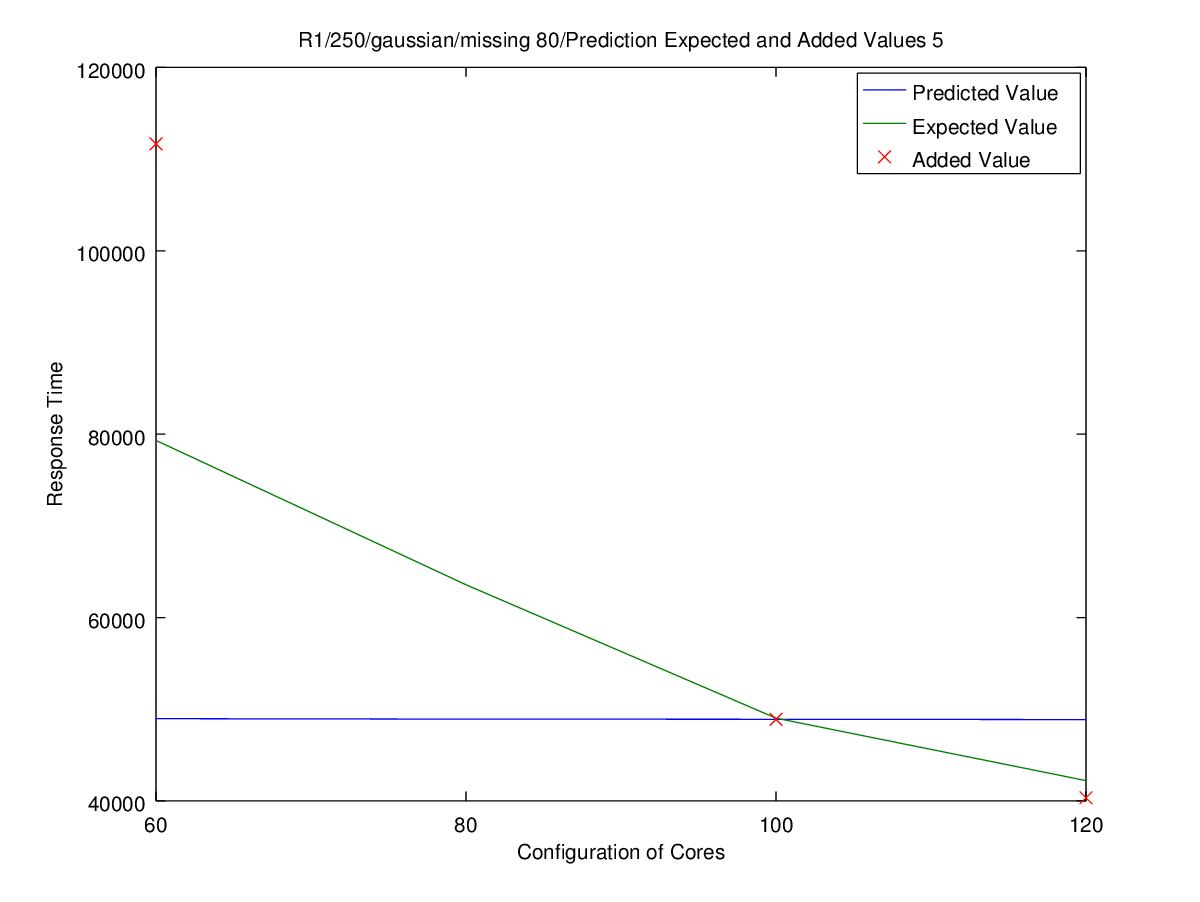 R1/250/gaussian/missing 80/Prediction Expected and Added Values 5
120000
100000
80000
60000
40000
Response Time
Predicted Value
Expected Value
Added Value
60
80
100
120
Configuration of Cores